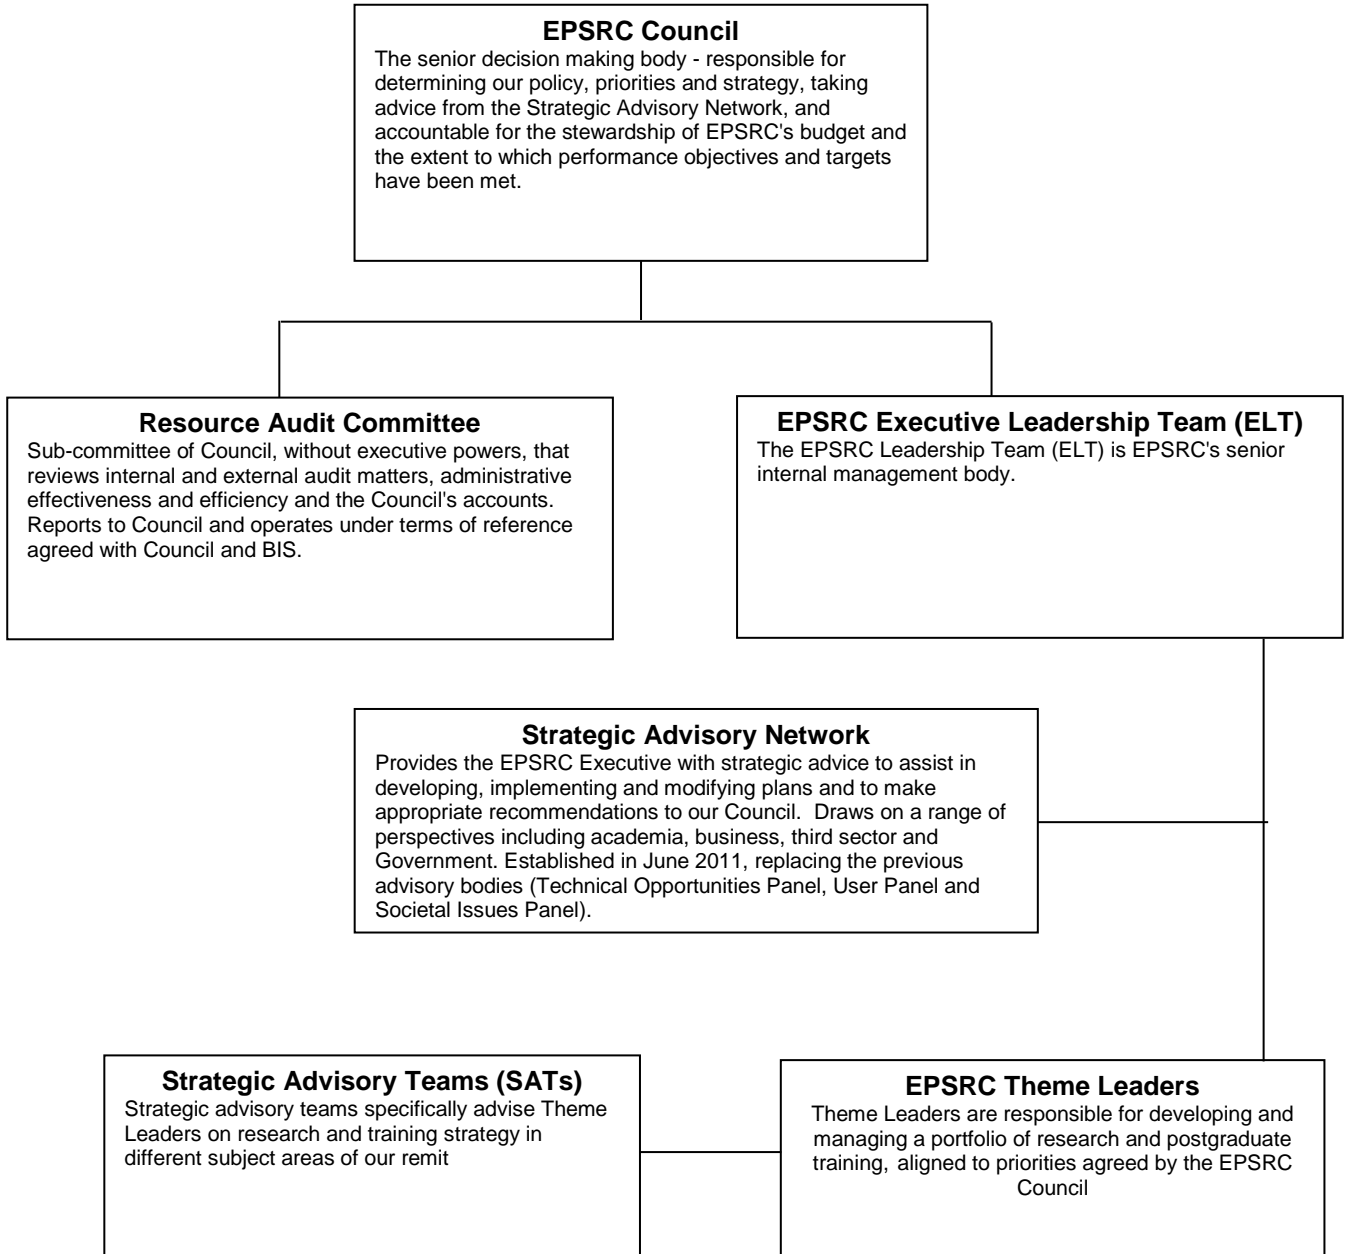 EPSRC Council
The senior decision making body - responsible for
determining our policy, priorities and strategy, taking
advice from the Strategic Advisory Network, and
accountable for the stewardship of EPSRC's budget and
the extent to which performance objectives and targets
have been met.
Resource Audit Committee
Sub-committee of Council, without executive powers, that
reviews internal and external audit matters, administrative
effectiveness and efficiency and the Council's accounts.
Reports to Council and operates under terms of reference
agreed with Council and BIS.
EPSRC Executive Leadership Team (ELT)
The EPSRC Leadership Team (ELT) is EPSRC's senior
internal management body.
Strategic Advisory Network
Provides the EPSRC Executive with strategic advice to assist in
developing, implementing and modifying plans and to make
appropriate recommendations to our Council.  Draws on a range of
perspectives including academia, business, third sector and
Government. Established in June 2011, replacing the previous
advisory bodies (Technical Opportunities Panel, User Panel and
Societal Issues Panel).
Strategic Advisory Teams (SATs)
Strategic advisory teams specifically advise Theme
Leaders on research and training strategy in
different subject areas of our remit
EPSRC Theme Leaders
Theme Leaders are responsible for developing and
managing a portfolio of research and postgraduate
training, aligned to priorities agreed by the EPSRC
Council